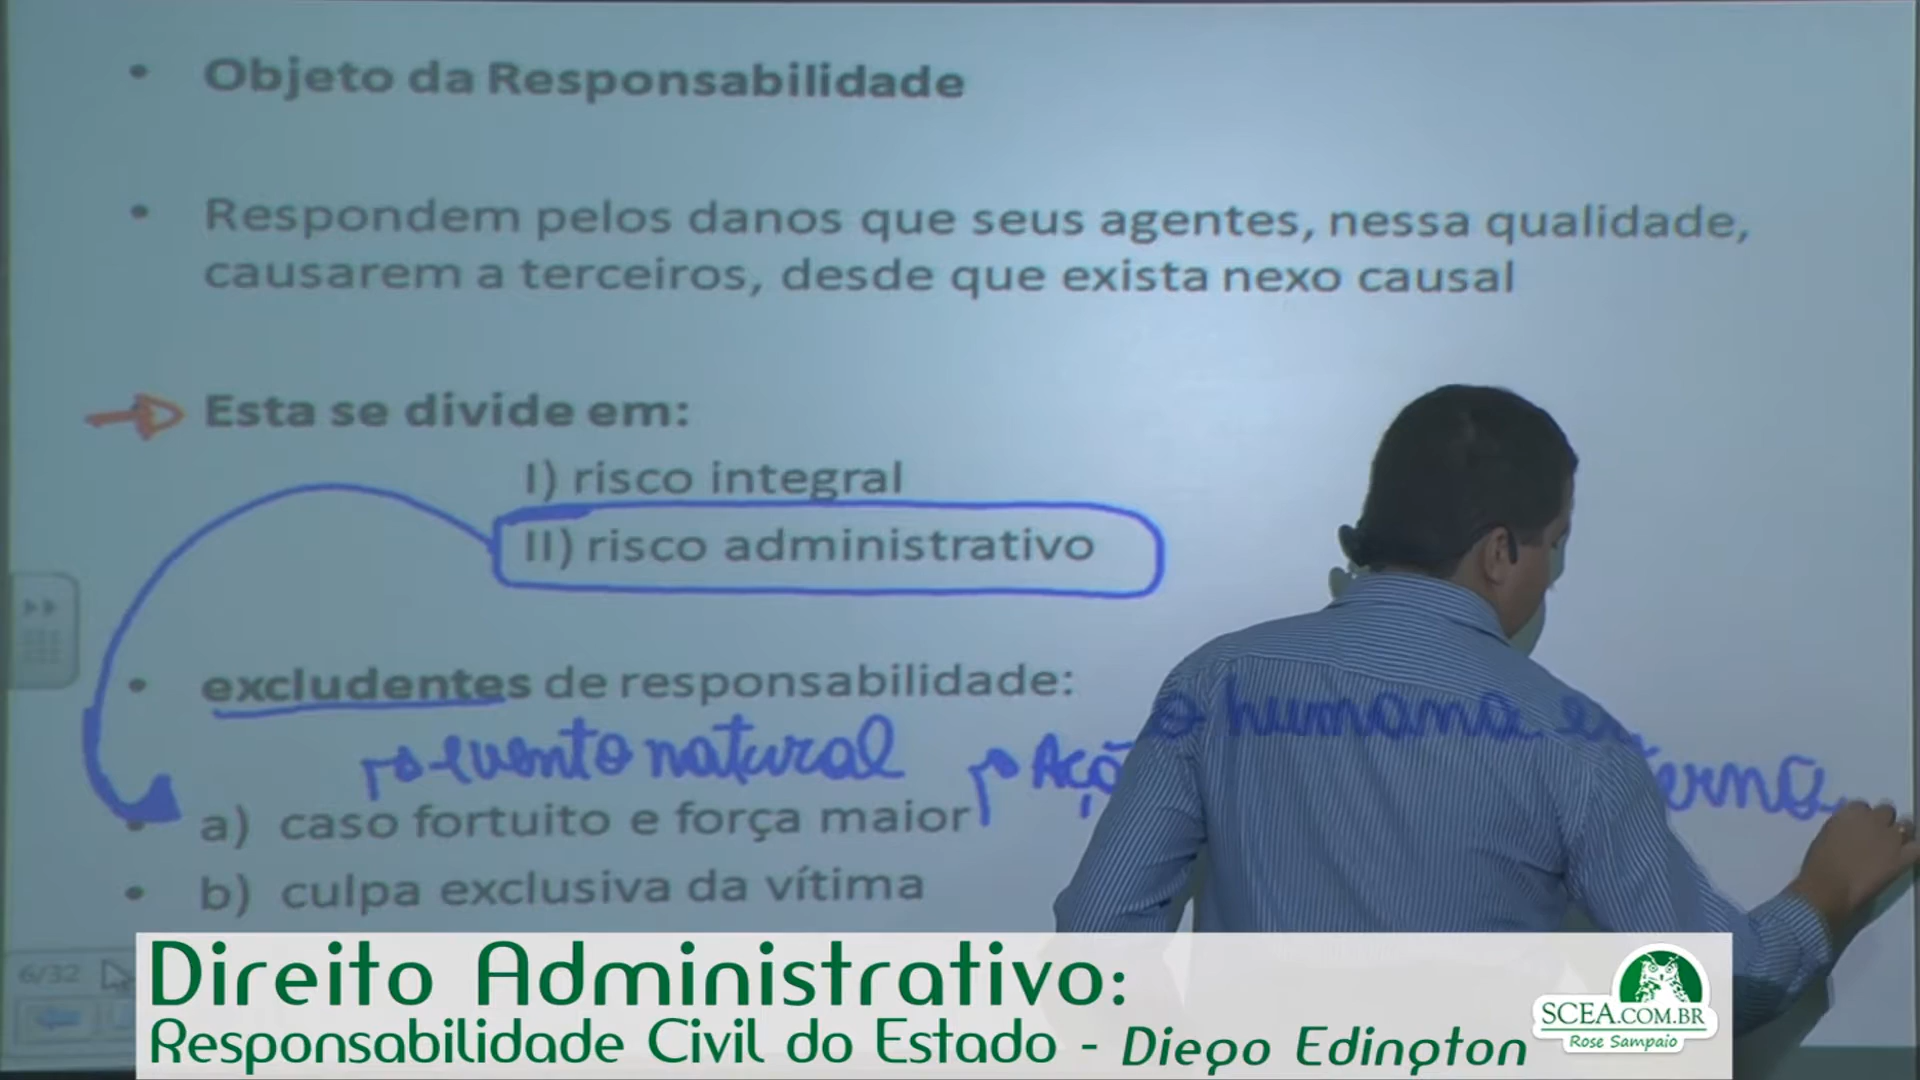 • Objeto da Responsabilidade
• Respondem pelos danos que seus agentes, nessa qualidade,
causarem a terceiros, desde que exista nexo causal
Esta se divide em:
I) risco integral
II) risco administrativo
• excludentes de responsabilidade:
evento natural
Ação humana externa
• a) caso fortuito e força maior
• b) culpa exclusiva da vítima
6/32
Direito Administrativo:
Responsabilidade Civil do Estado - Diego Edington
SCEA.COM.BR
Rose Sampaio